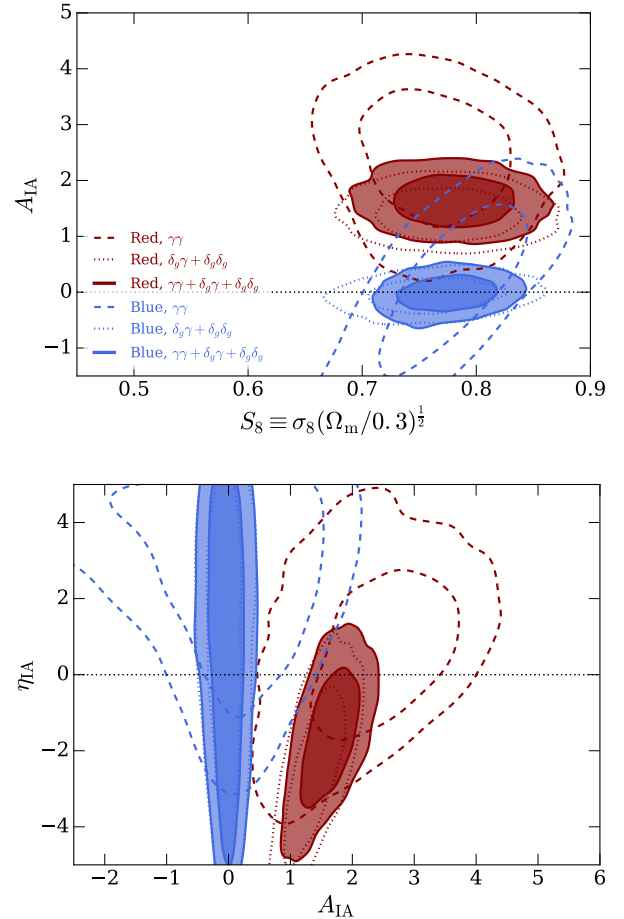 5
4
3
2
1
0
−1
A_IA
Red, γγ
Red, δ_gγ + δ_gδ_g
Red, γγ + δ_gγ + δ_gδ_g
Blue, γγ
Blue, δ_gγ + δ_gδ_g
Blue, γγ + δ_gγ + δ_gδ_g
0.5 0.6 0.7 0.8 0.9
S_8 ≡ σ_8(Ω_m/0.3)^{1/2}
4
2
0
−2
−4
η_IA
−2 −1 0 1 2 3 4 5 6
A_IA